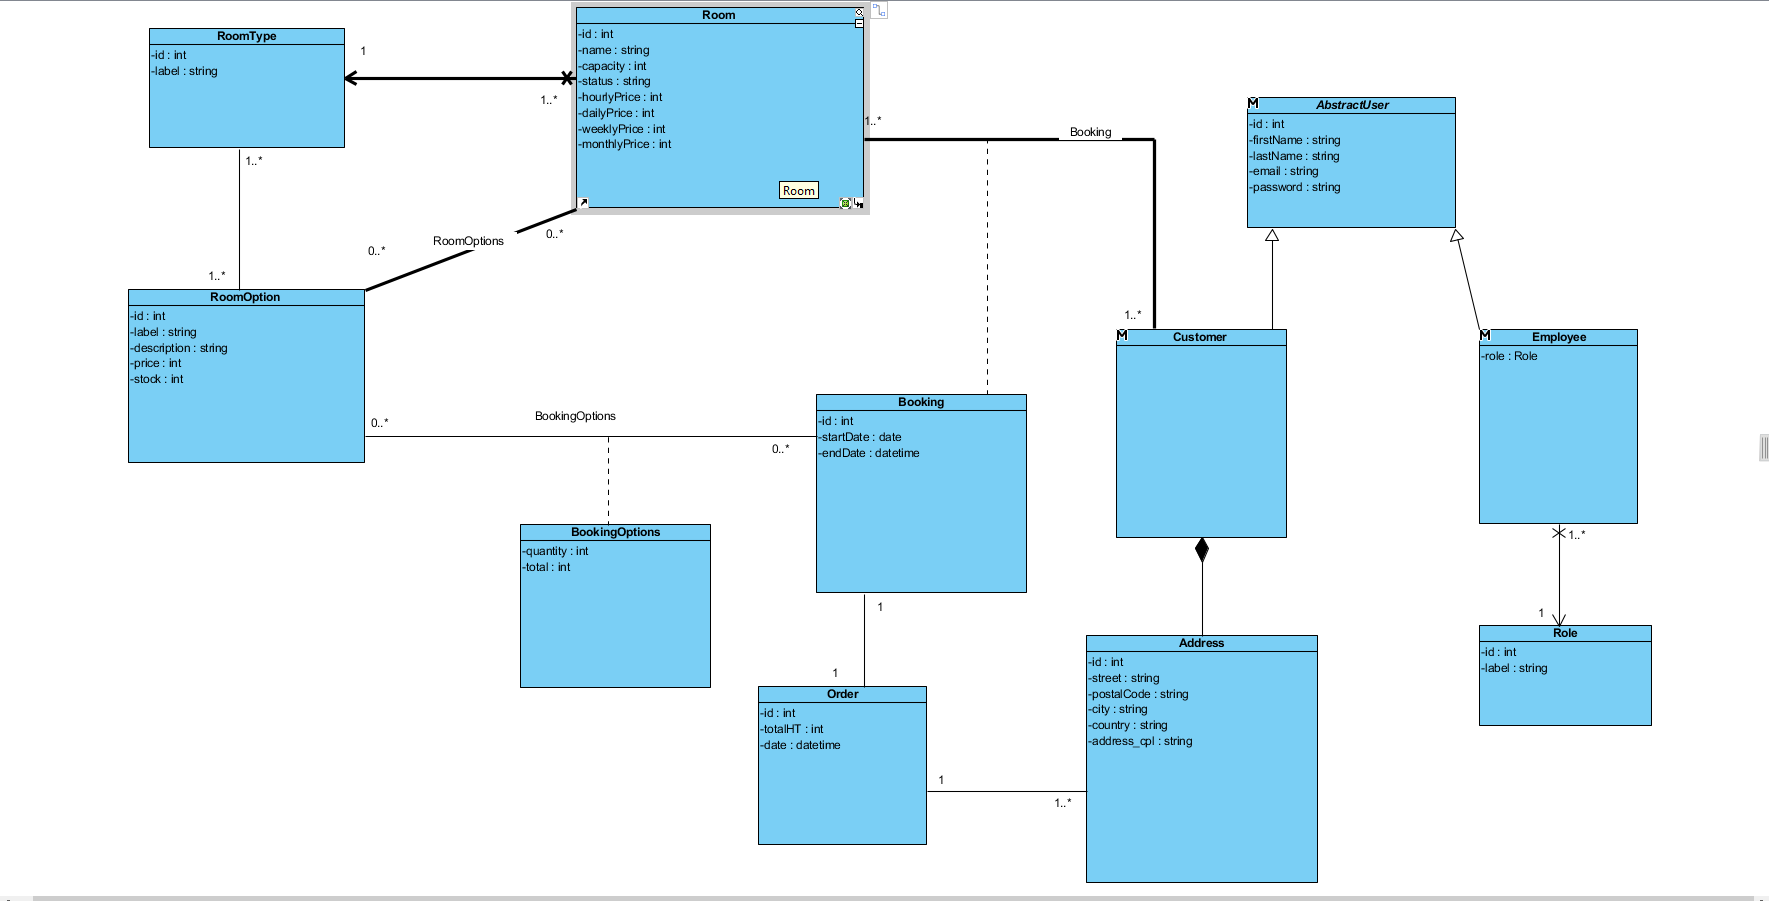 Room
-id : int
-name : string
-capacity : int
-status : string
-hourlyPrice : int
-dailyPrice : int
-weeklyPrice : int
-monthlyPrice : int
Room
RoomType
-id : int
-label : string
1
1..*
1..*
1..*
RoomOptions
0..*
0..*
RoomOption
-id : int
-label : string
-description : string
-price : int
-stock : int
1..*
Booking
1..*
M
AbstractUser
-id : int
-firstName : string
-lastName : string
-email : string
-password : string
M
Customer
M
Employee
-role : Role
0..*
BookingOptions
0..*
Booking
-id : int
-startDate : date
-endDate : datetime
BookingOptions
-quantity : int
-total : int
1
1
Order
-id : int
-totalHT : int
-date : datetime
1
1..*
Address
-id : int
-street : string
-postalCode : string
-city : string
-country : string
-address_cpl : string
1..*
1
Role
-id : int
-label : string